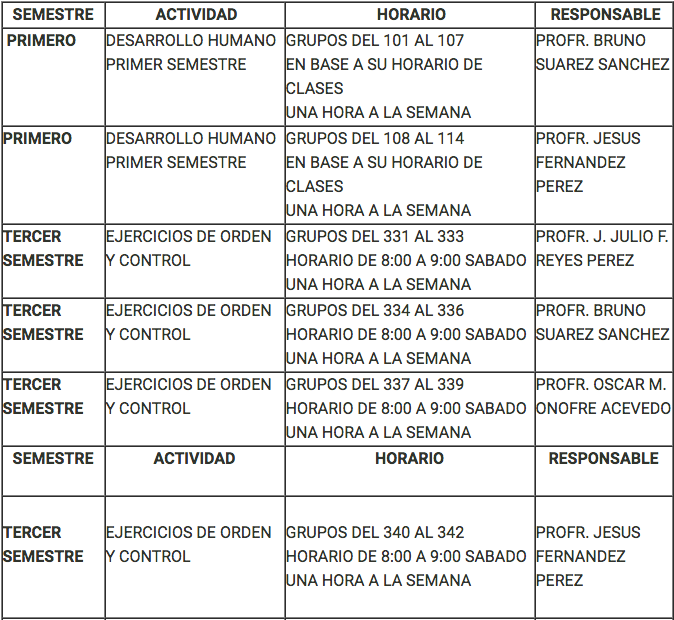 SEMESTRE ACTIVIDAD HORARIO RESPONSABLE
PRIMERO DESARROLLO HUMANO GRUPOS DEL 101 AL 107 PROFR. BRUNO
PRIMER SEMESTRE EN BASE A SU HORARIO DE SUAREZ SANCHEZ
CLASES
UNA HORA A LA SEMANA
PRIMERO DESARROLLO HUMANO GRUPOS DEL 108 AL 114 PROFR. JESUS
PRIMER SEMESTRE EN BASE A SU HORARIO DE FERNANDEZ
CLASES PEREZ
UNA HORA A LA SEMANA
TERCER EJERCICIOS DE ORDEN GRUPOS DEL 331 AL 333 PROFR. J. JULIO F.
SEMESTRE Y CONTROL HORARIO DE 8:00 A 9:00 SABADO REYES PEREZ
UNA HORA A LA SEMANA
TERCER EJERCICIOS DE ORDEN GRUPOS DEL 334 AL 336 PROFR. BRUNO
SEMESTRE Y CONTROL HORARIO DE 8:00 A 9:00 SABADO SUAREZ SANCHEZ
UNA HORA A LA SEMANA
TERCER EJERCICIOS DE ORDEN GRUPOS DEL 337 AL 339 PROFR. OSCAR M.
SEMESTRE Y CONTROL HORARIO DE 8:00 A 9:00 SABADO ONOFRE ACEVEDO
UNA HORA A LA SEMANA
SEMESTRE ACTIVIDAD HORARIO RESPONSABLE
TERCER EJERCICIOS DE ORDEN GRUPOS DEL 340 AL 342 PROFR. JESUS
SEMESTRE Y CONTROL HORARIO DE 8:00 A 9:00 SABADO FERNANDEZ
UNA HORA A LA SEMANA PEREZ